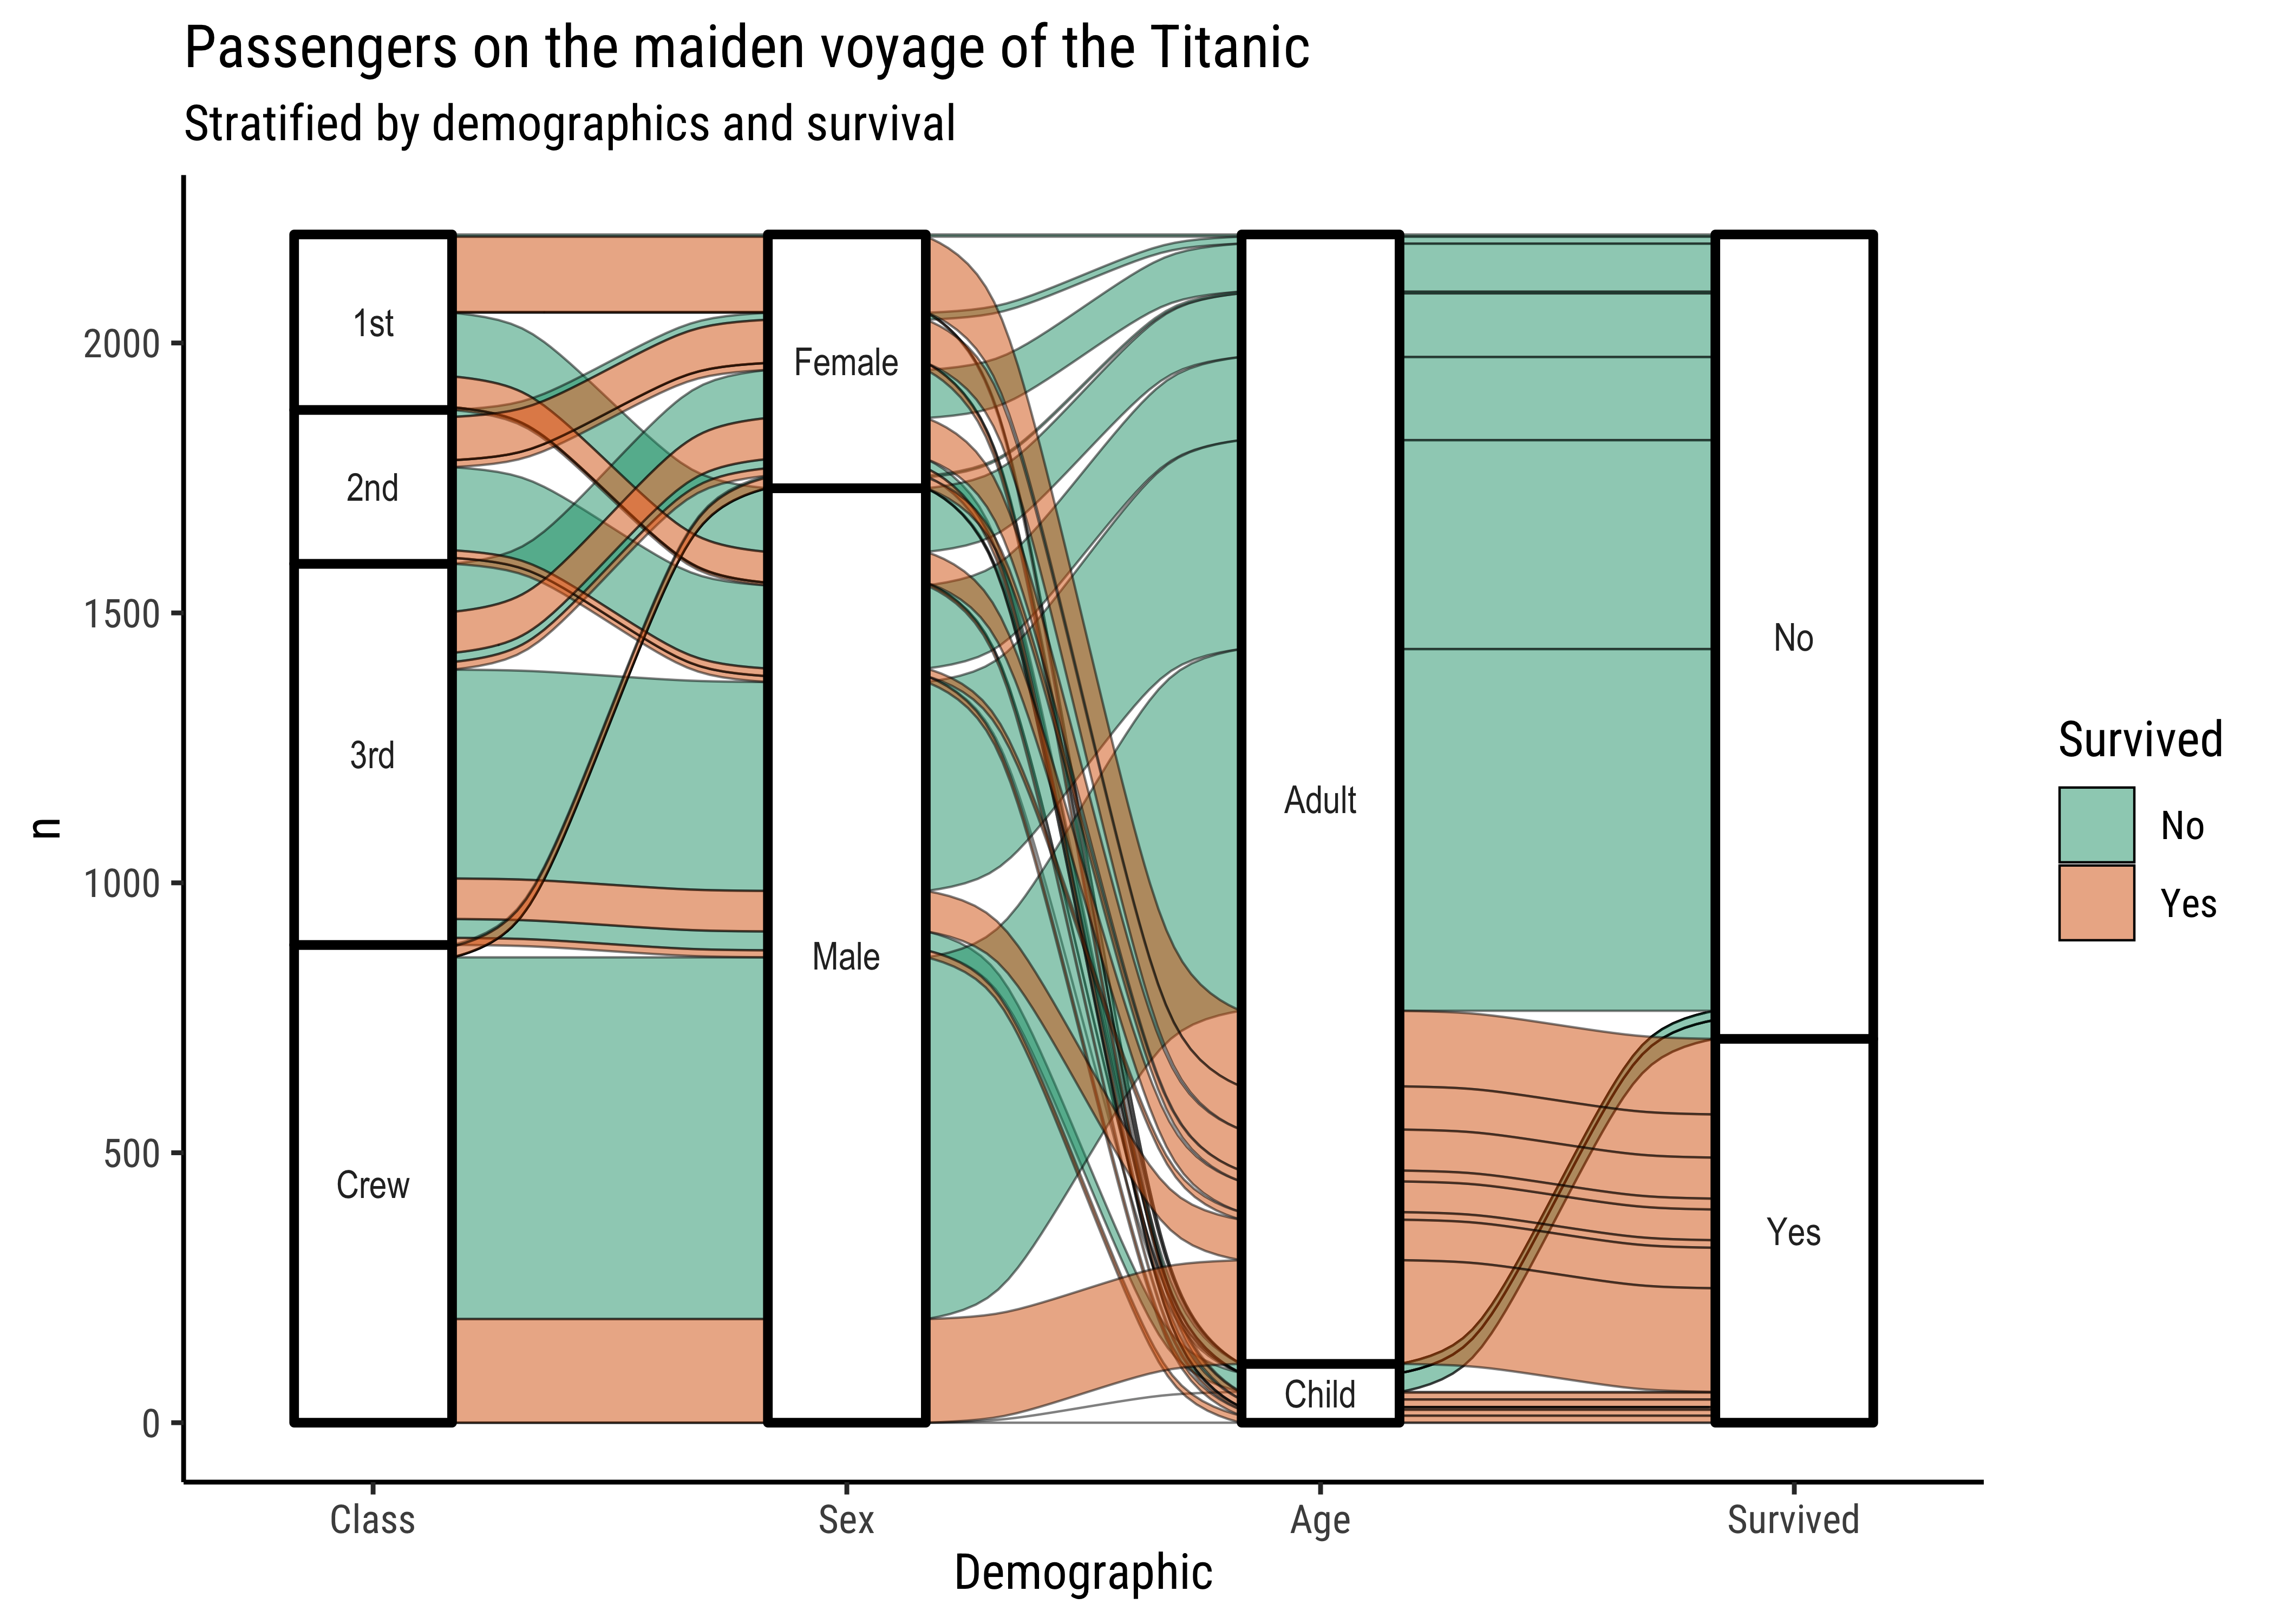 Passengers on the maiden voyage of the Titanic
Stratified by demographics and survival
n
2000
1500
1000
500
0
1st
2nd
3rd
Crew
Female
Male
Adult
Child
No
Yes
Class
Sex
Age
Survived
Demographic
Survived
No
Yes